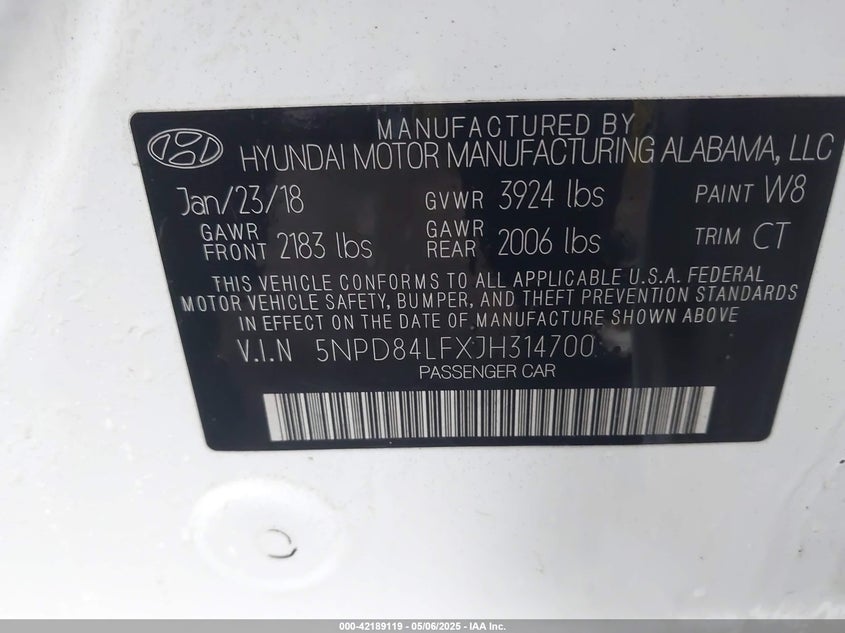 MANUFACTURED BY
HYUNDAI MOTOR MANUFACTURING ALABAMA, LLC
Jan/23/18 GVWR 3924 lbs PAINT W8
GAWR FRONT 2183 lbs GAWR REAR 2006 lbs TRIM CT
THIS VEHICLE CONFORMS TO ALL APPLICABLE U.S.A. FEDERAL
MOTOR VEHICLE SAFETY, BUMPER, AND THEFT PREVENTION STANDARDS
IN EFFECT ON THE DATE OF MANUFACTURE SHOWN ABOVE
V.I.N 5NPD84LFXJH314700
PASSENGER CAR
000-42189119 - 05/06/2025 - IAA Inc.